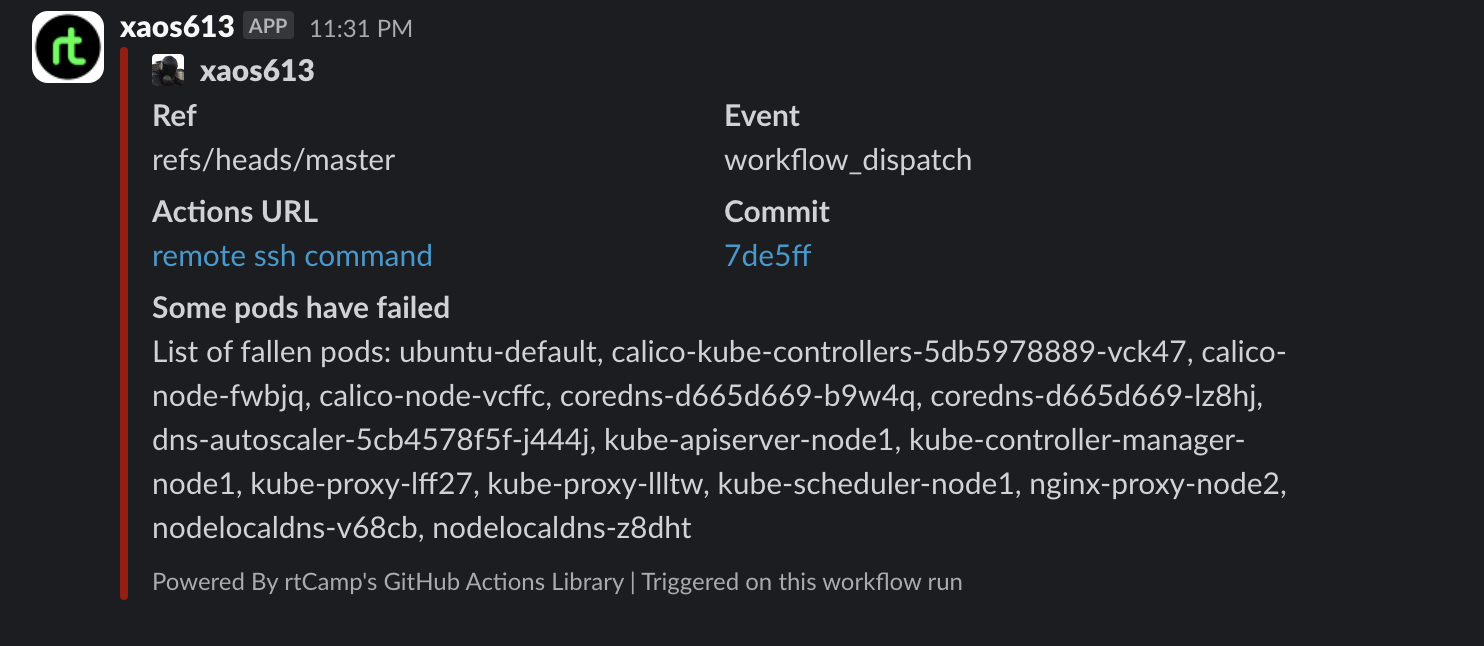 rt
xaos613 APP 11:31 PM
xaos613
Ref Event
refs/heads/master workflow_dispatch
Actions URL Commit
remote ssh command 7de5ff
Some pods have failed
List of fallen pods: ubuntu-default, calico-kube-controllers-5db5978889-vck47, calico-
node-fwbjq, calico-node-vcffc, coredns-d665d669-b9w4q, coredns-d665d669-lz8hj,
dns-autoscaler-5cb4578f5f-j444j, kube-apiserver-node1, kube-controller-manager-
node1, kube-proxy-lff27, kube-proxy-llltw, kube-scheduler-node1, nginx-proxy-node2,
nodelocaldns-v68cb, nodelocaldns-z8dht
Powered By rtCamp's GitHub Actions Library | Triggered on this workflow run